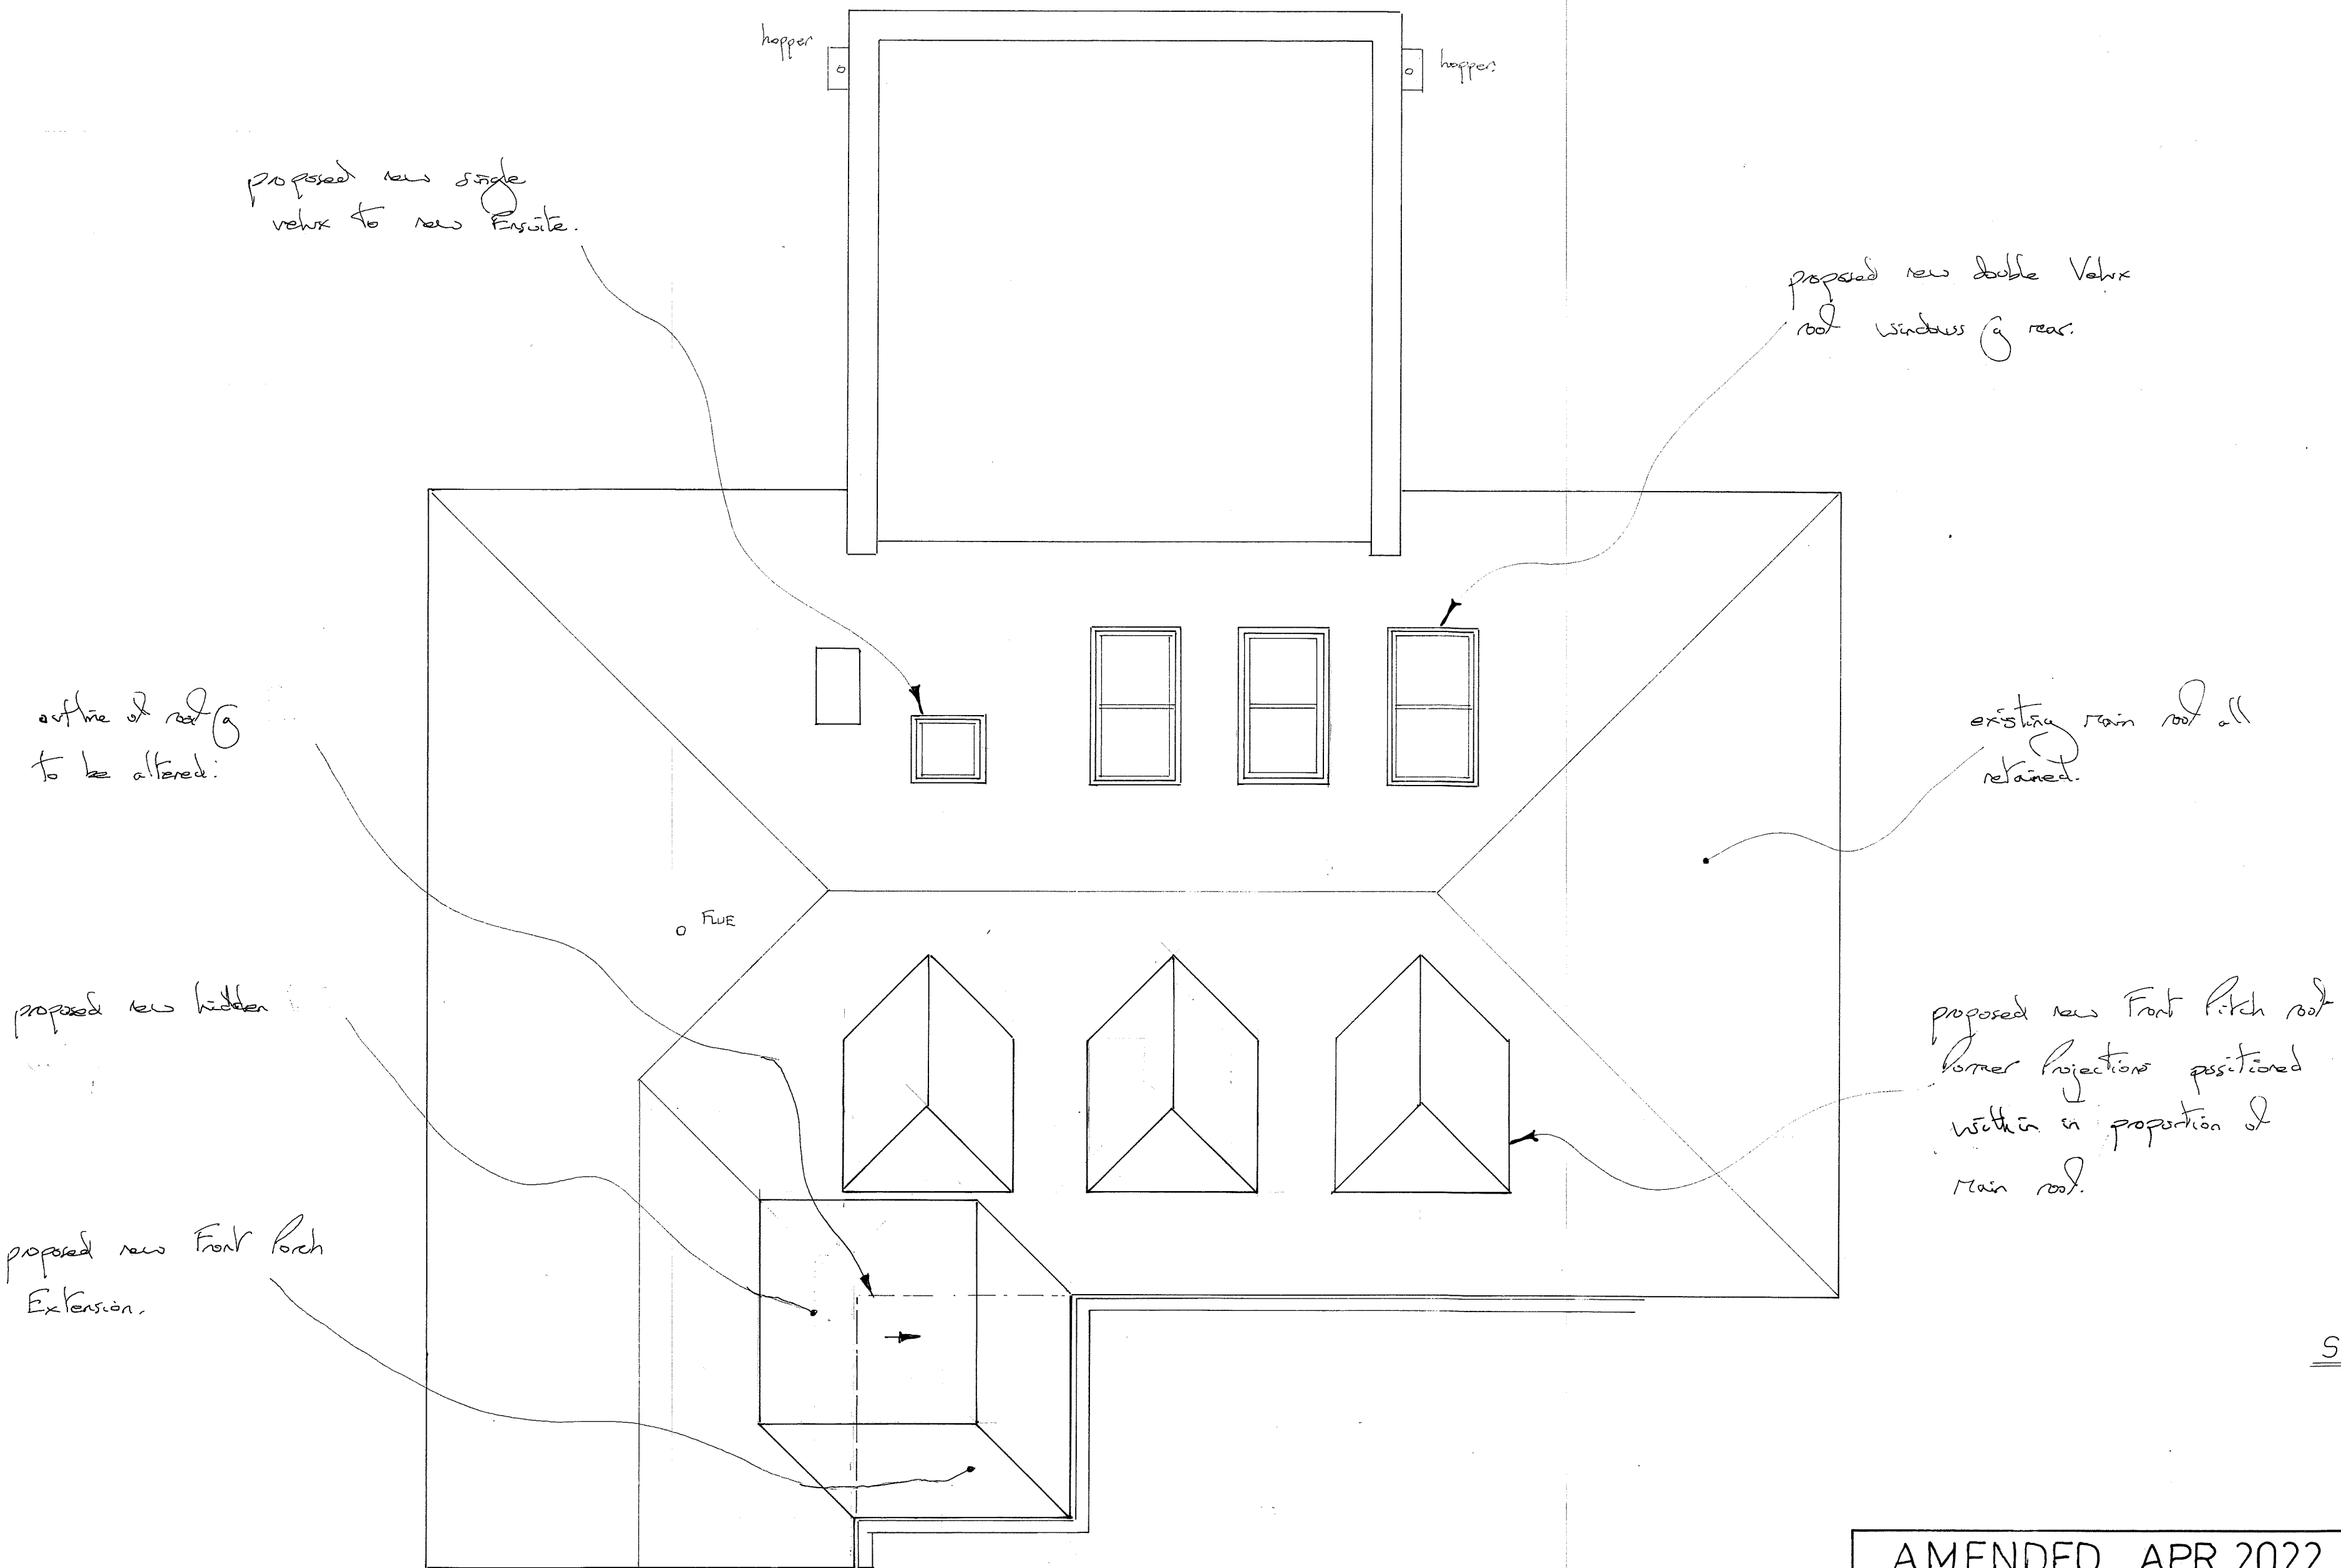 hopper
hopper.
proposed new single
velux to new Ensuite.
proposed new double Velux
roof windows @ rear.
outline of roof @
to be altered.
existing main roof all
retained.
FLUE
proposed new hidden
proposed new Front Pitch roof
Dormer Projections possitioned
within in proportion of
main roof.
proposed new Front Porch
Extension.
S
AMENDED APR 2022